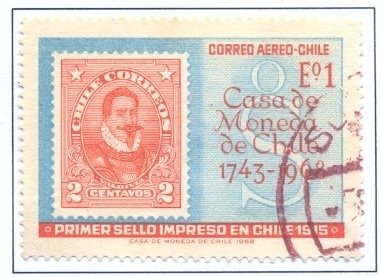 CORREO AEREO-CHILE
Eº1
CHILE CORREOS
2 CENTAVOS 2
Casa de
Moneda
de Chile
1743-1968
PRIMER SELLO IMPRESO EN CHILE 1915
CASA DE MONEDA DE CHILE 1968